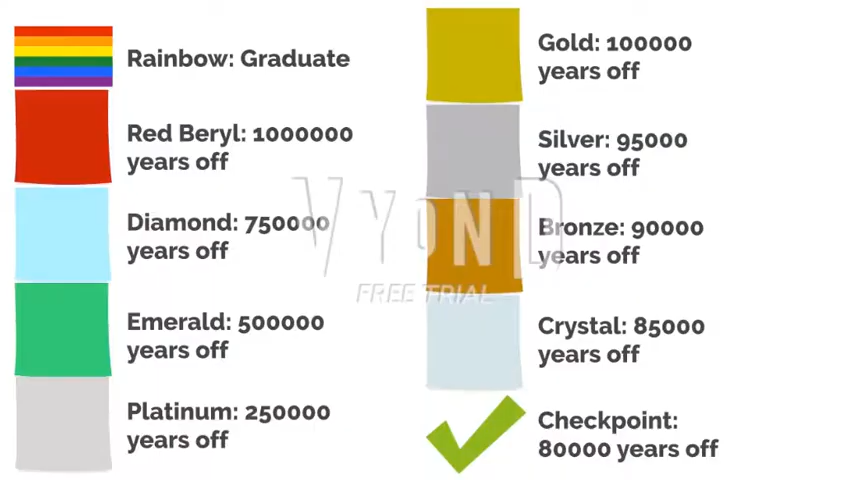 Rainbow: Graduate
Red Beryl: 1000000
years off
Diamond: 750000
years off
Emerald: 500000
years off
Platinum: 250000
years off
Gold: 100000
years off
Silver: 95000
years off
Bronze: 90000
years off
Crystal: 85000
years off
Checkpoint:
80000 years off
VYOND
FREE TRIAL